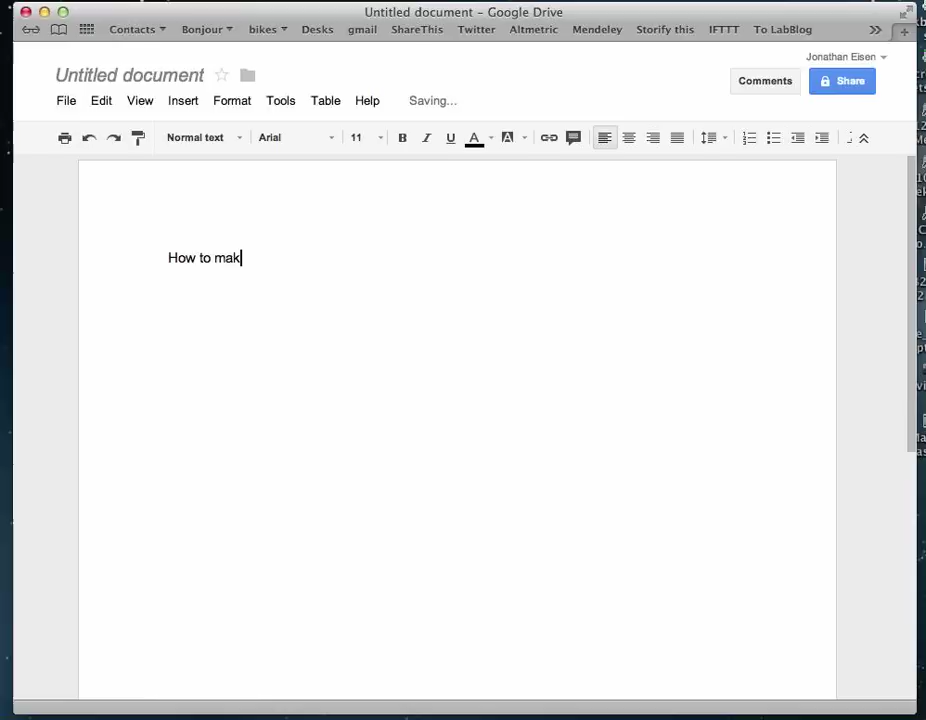 Untitled document – Google Drive
Contacts Bonjour bikes Desks gmail ShareThis Twitter Altmetric Mendeley Storify this IFTTT To LabBlog
Jonathan Eisen
Untitled document
Comments Share
File Edit View Insert Format Tools Table Help Saving...
Normal text Arial 11 B I U A A
How to mak